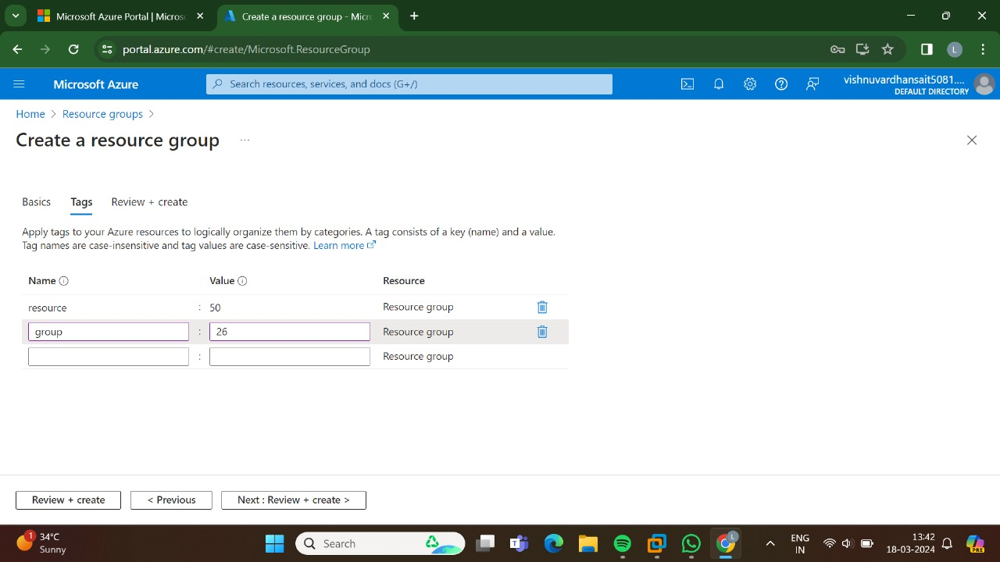 Microsoft Azure Portal | Micros
Create a resource group - Micr
portal.azure.com/#create/Microsoft.ResourceGroup
L
Microsoft Azure
Search resources, services, and docs (G+/)
vishnuvardhansait5081....
DEFAULT DIRECTORY
Home > Resource groups >
Create a resource group ...
Basics Tags Review + create
Apply tags to your Azure resources to logically organize them by categories. A tag consists of a key (name) and a value.
Tag names are case-insensitive and tag values are case-sensitive. Learn more
Name Value Resource
resource : 50 Resource group
group : 26 Resource group
: Resource group
Review + create < Previous Next : Review + create >
1 34°C
Sunny
Search
L
ENG
IN
13:42
18-03-2024
PRE